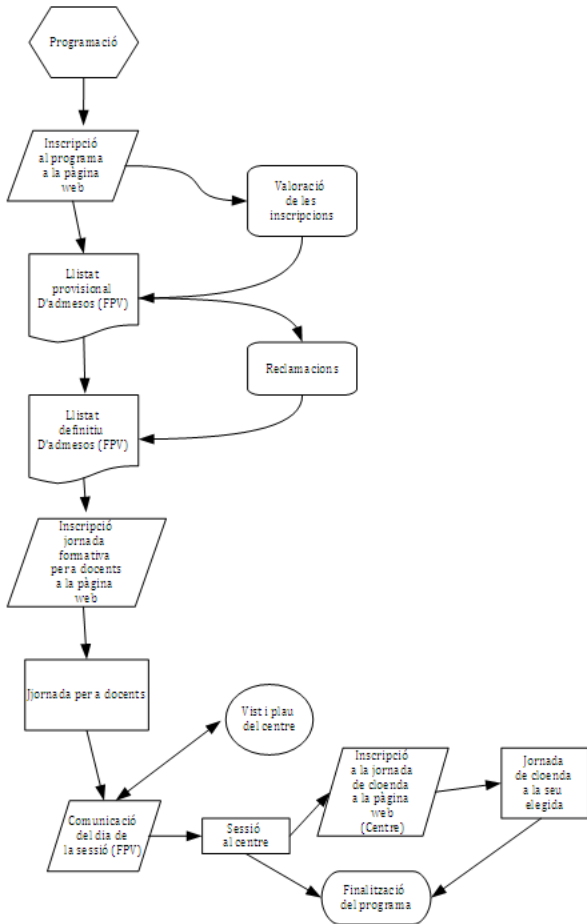 Programació
Inscripció
al programa
a la pàgina
web
Valoració
de les
inscripcions
Llistat
provisional
D'admesos (FPV)
Reclamacions
Llistat
definitiu
D'admesos (FPV)
Inscripció
jornada
formativa
per a docents
a la pàgina
web
Jjornada per a docents
Vist i plau
del centre
Comunicació
del dia de
la sessió (FPV)
Sessió
al centre
Inscripció
a la jornada
de cloenda
a la pàgina
web
(Centre)
Jornada
de cloenda
a la seu
elegida
Finalització
del programa